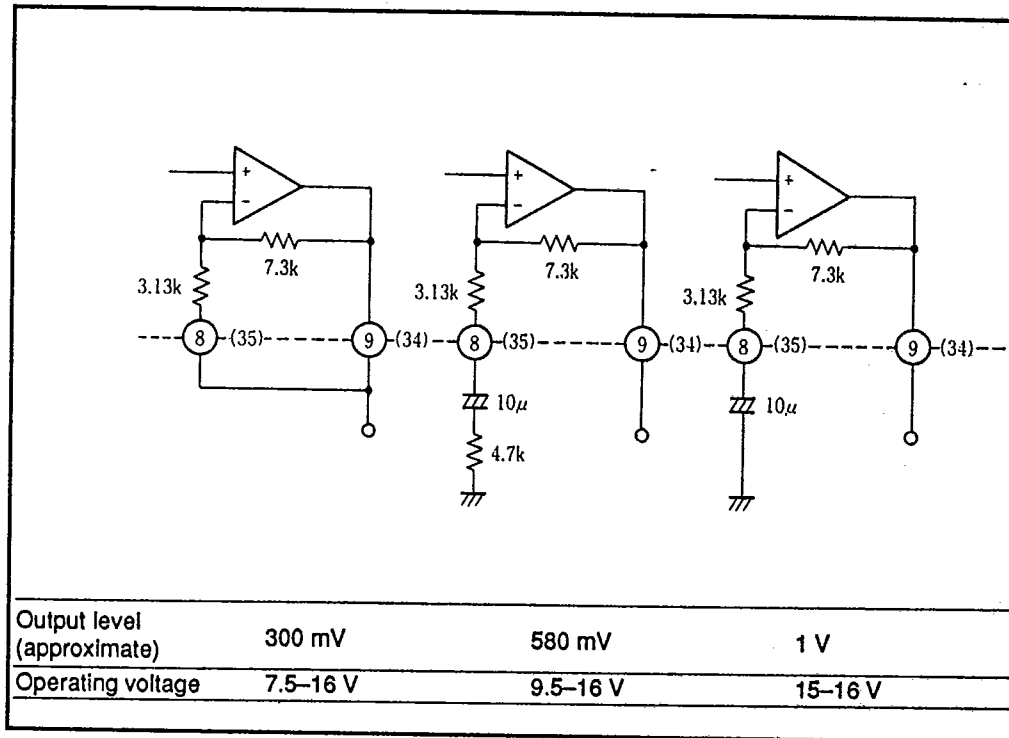 + + +
- - -
7.3k 7.3k 7.3k
3.13k 3.13k 3.13k
8 (35) 9 (34) 8 (35) 9 (34) 8 (35) 9 (34)
10μ 10μ
4.7k
Output level
(approximate) 300 mV 580 mV 1 V
Operating voltage 7.5–16 V 9.5–16 V 15–16 V